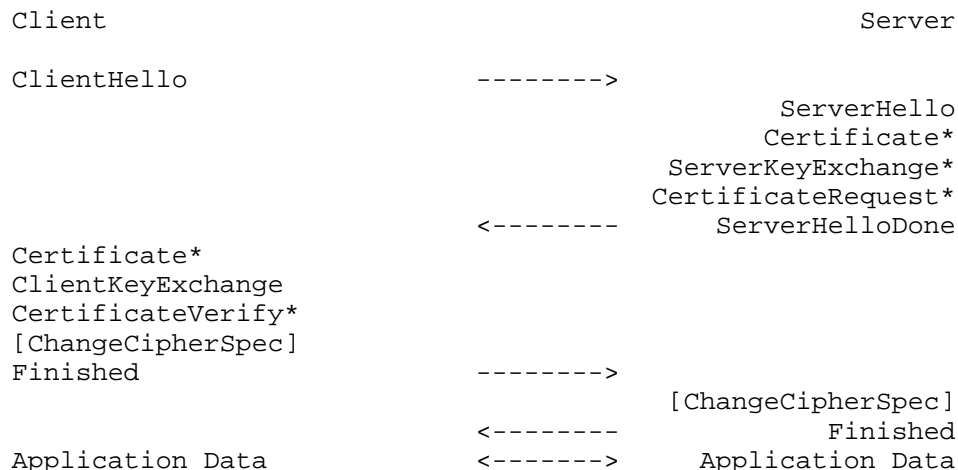 Client                                               Server

ClientHello                  -------->
                                                ServerHello
                                               Certificate*
                                         ServerKeyExchange*
                                        CertificateRequest*
                             <--------      ServerHelloDone
Certificate*
ClientKeyExchange
CertificateVerify*
[ChangeCipherSpec]
Finished                     -------->
                                         [ChangeCipherSpec]
                             <--------             Finished
Application Data             <------->     Application Data